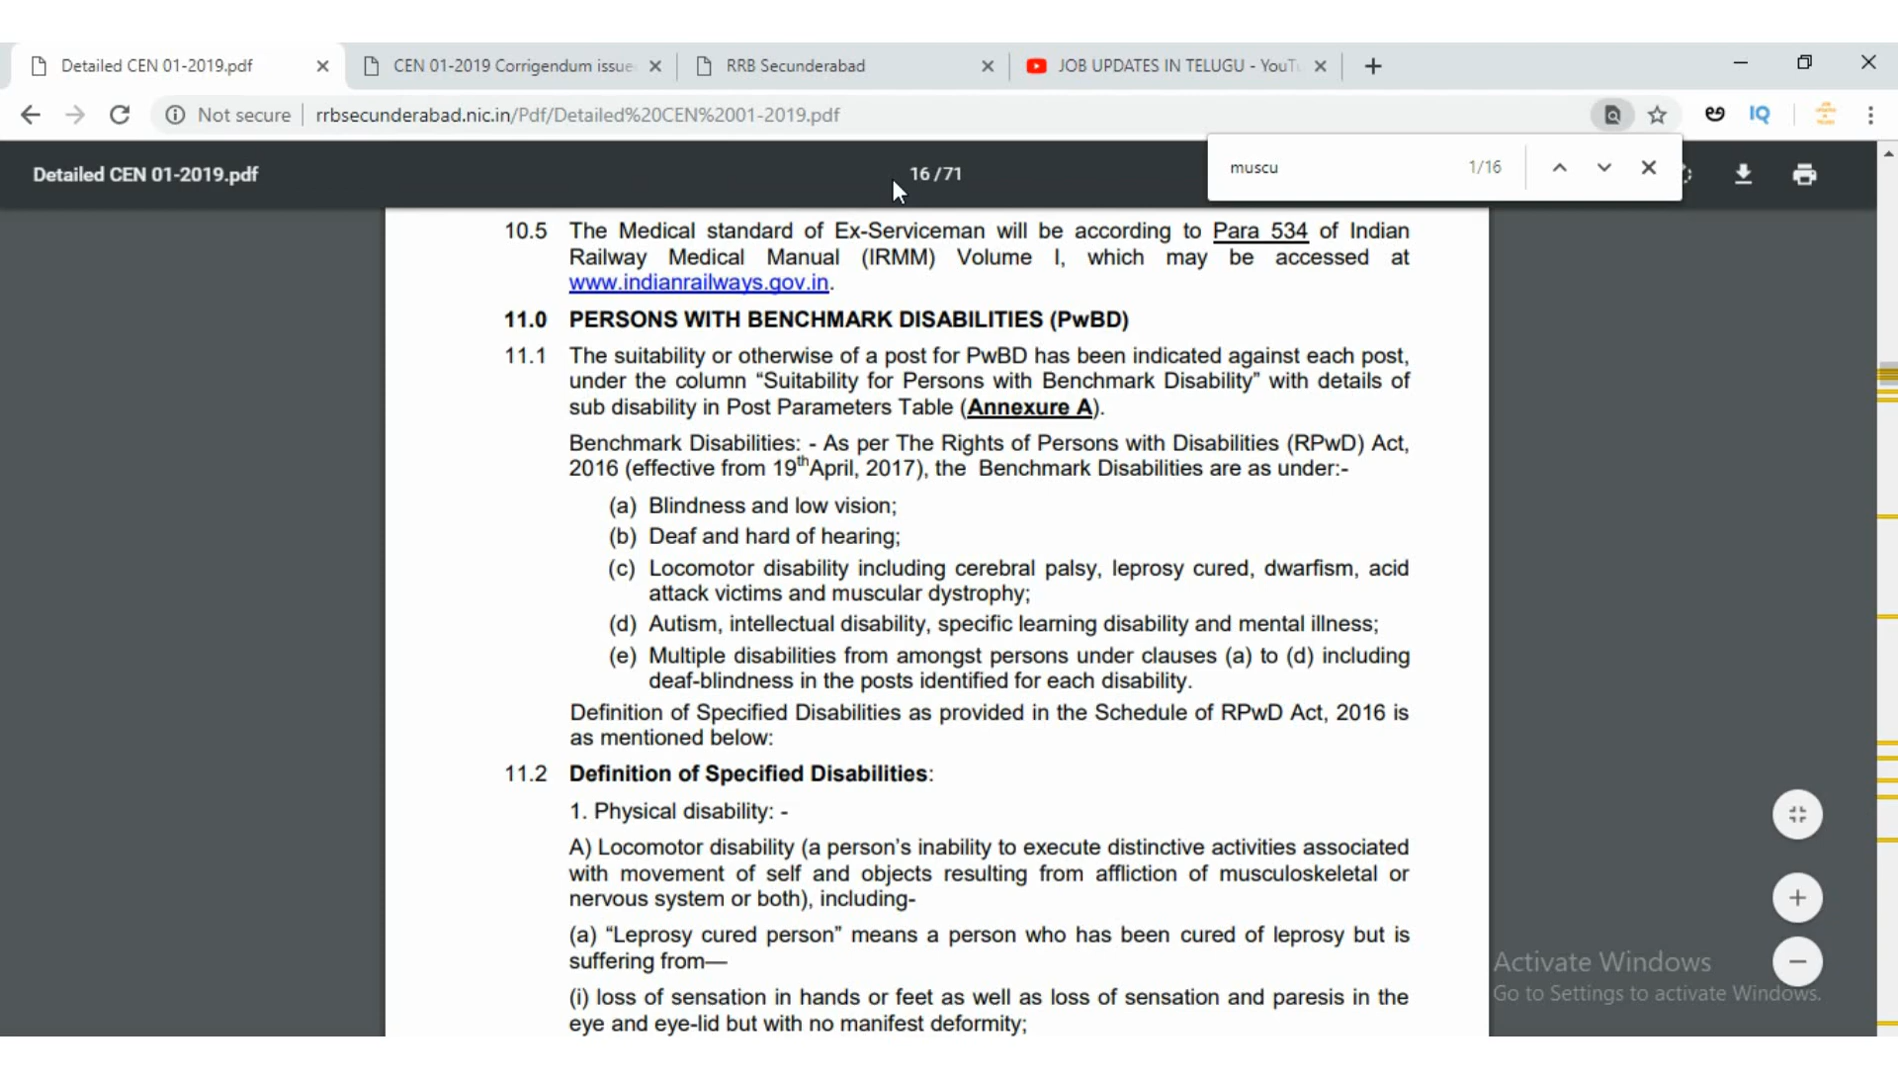 Detailed CEN 01-2019.pdf
CEN 01-2019 Corrigendum issue
RRB Secunderabad
JOB UPDATES IN TELUGU - YouTu
Not secure
rrbsecunderabad.nic.in/Pdf/Detailed%20CEN%2001-2019.pdf
IQ
Detailed CEN 01-2019.pdf
16 / 71
muscu
1/16
10.5 The Medical standard of Ex-Serviceman will be according to Para 534 of Indian
Railway Medical Manual (IRMM) Volume I, which may be accessed at
www.indianrailways.gov.in.
11.0 PERSONS WITH BENCHMARK DISABILITIES (PwBD)
11.1 The suitability or otherwise of a post for PwBD has been indicated against each post,
under the column “Suitability for Persons with Benchmark Disability” with details of
sub disability in Post Parameters Table (Annexure A).
Benchmark Disabilities: - As per The Rights of Persons with Disabilities (RPwD) Act,
2016 (effective from 19thApril, 2017), the Benchmark Disabilities are as under:-
(a) Blindness and low vision;
(b) Deaf and hard of hearing;
(c) Locomotor disability including cerebral palsy, leprosy cured, dwarfism, acid
attack victims and muscular dystrophy;
(d) Autism, intellectual disability, specific learning disability and mental illness;
(e) Multiple disabilities from amongst persons under clauses (a) to (d) including
deaf-blindness in the posts identified for each disability.
Definition of Specified Disabilities as provided in the Schedule of RPwD Act, 2016 is
as mentioned below:
11.2 Definition of Specified Disabilities:
1. Physical disability: -
A) Locomotor disability (a person’s inability to execute distinctive activities associated
with movement of self and objects resulting from affliction of musculoskeletal or
nervous system or both), including-
(a) “Leprosy cured person” means a person who has been cured of leprosy but is
suffering from—
(i) loss of sensation in hands or feet as well as loss of sensation and paresis in the
eye and eye-lid but with no manifest deformity;
Activate Windows
Go to Settings to activate Windows.